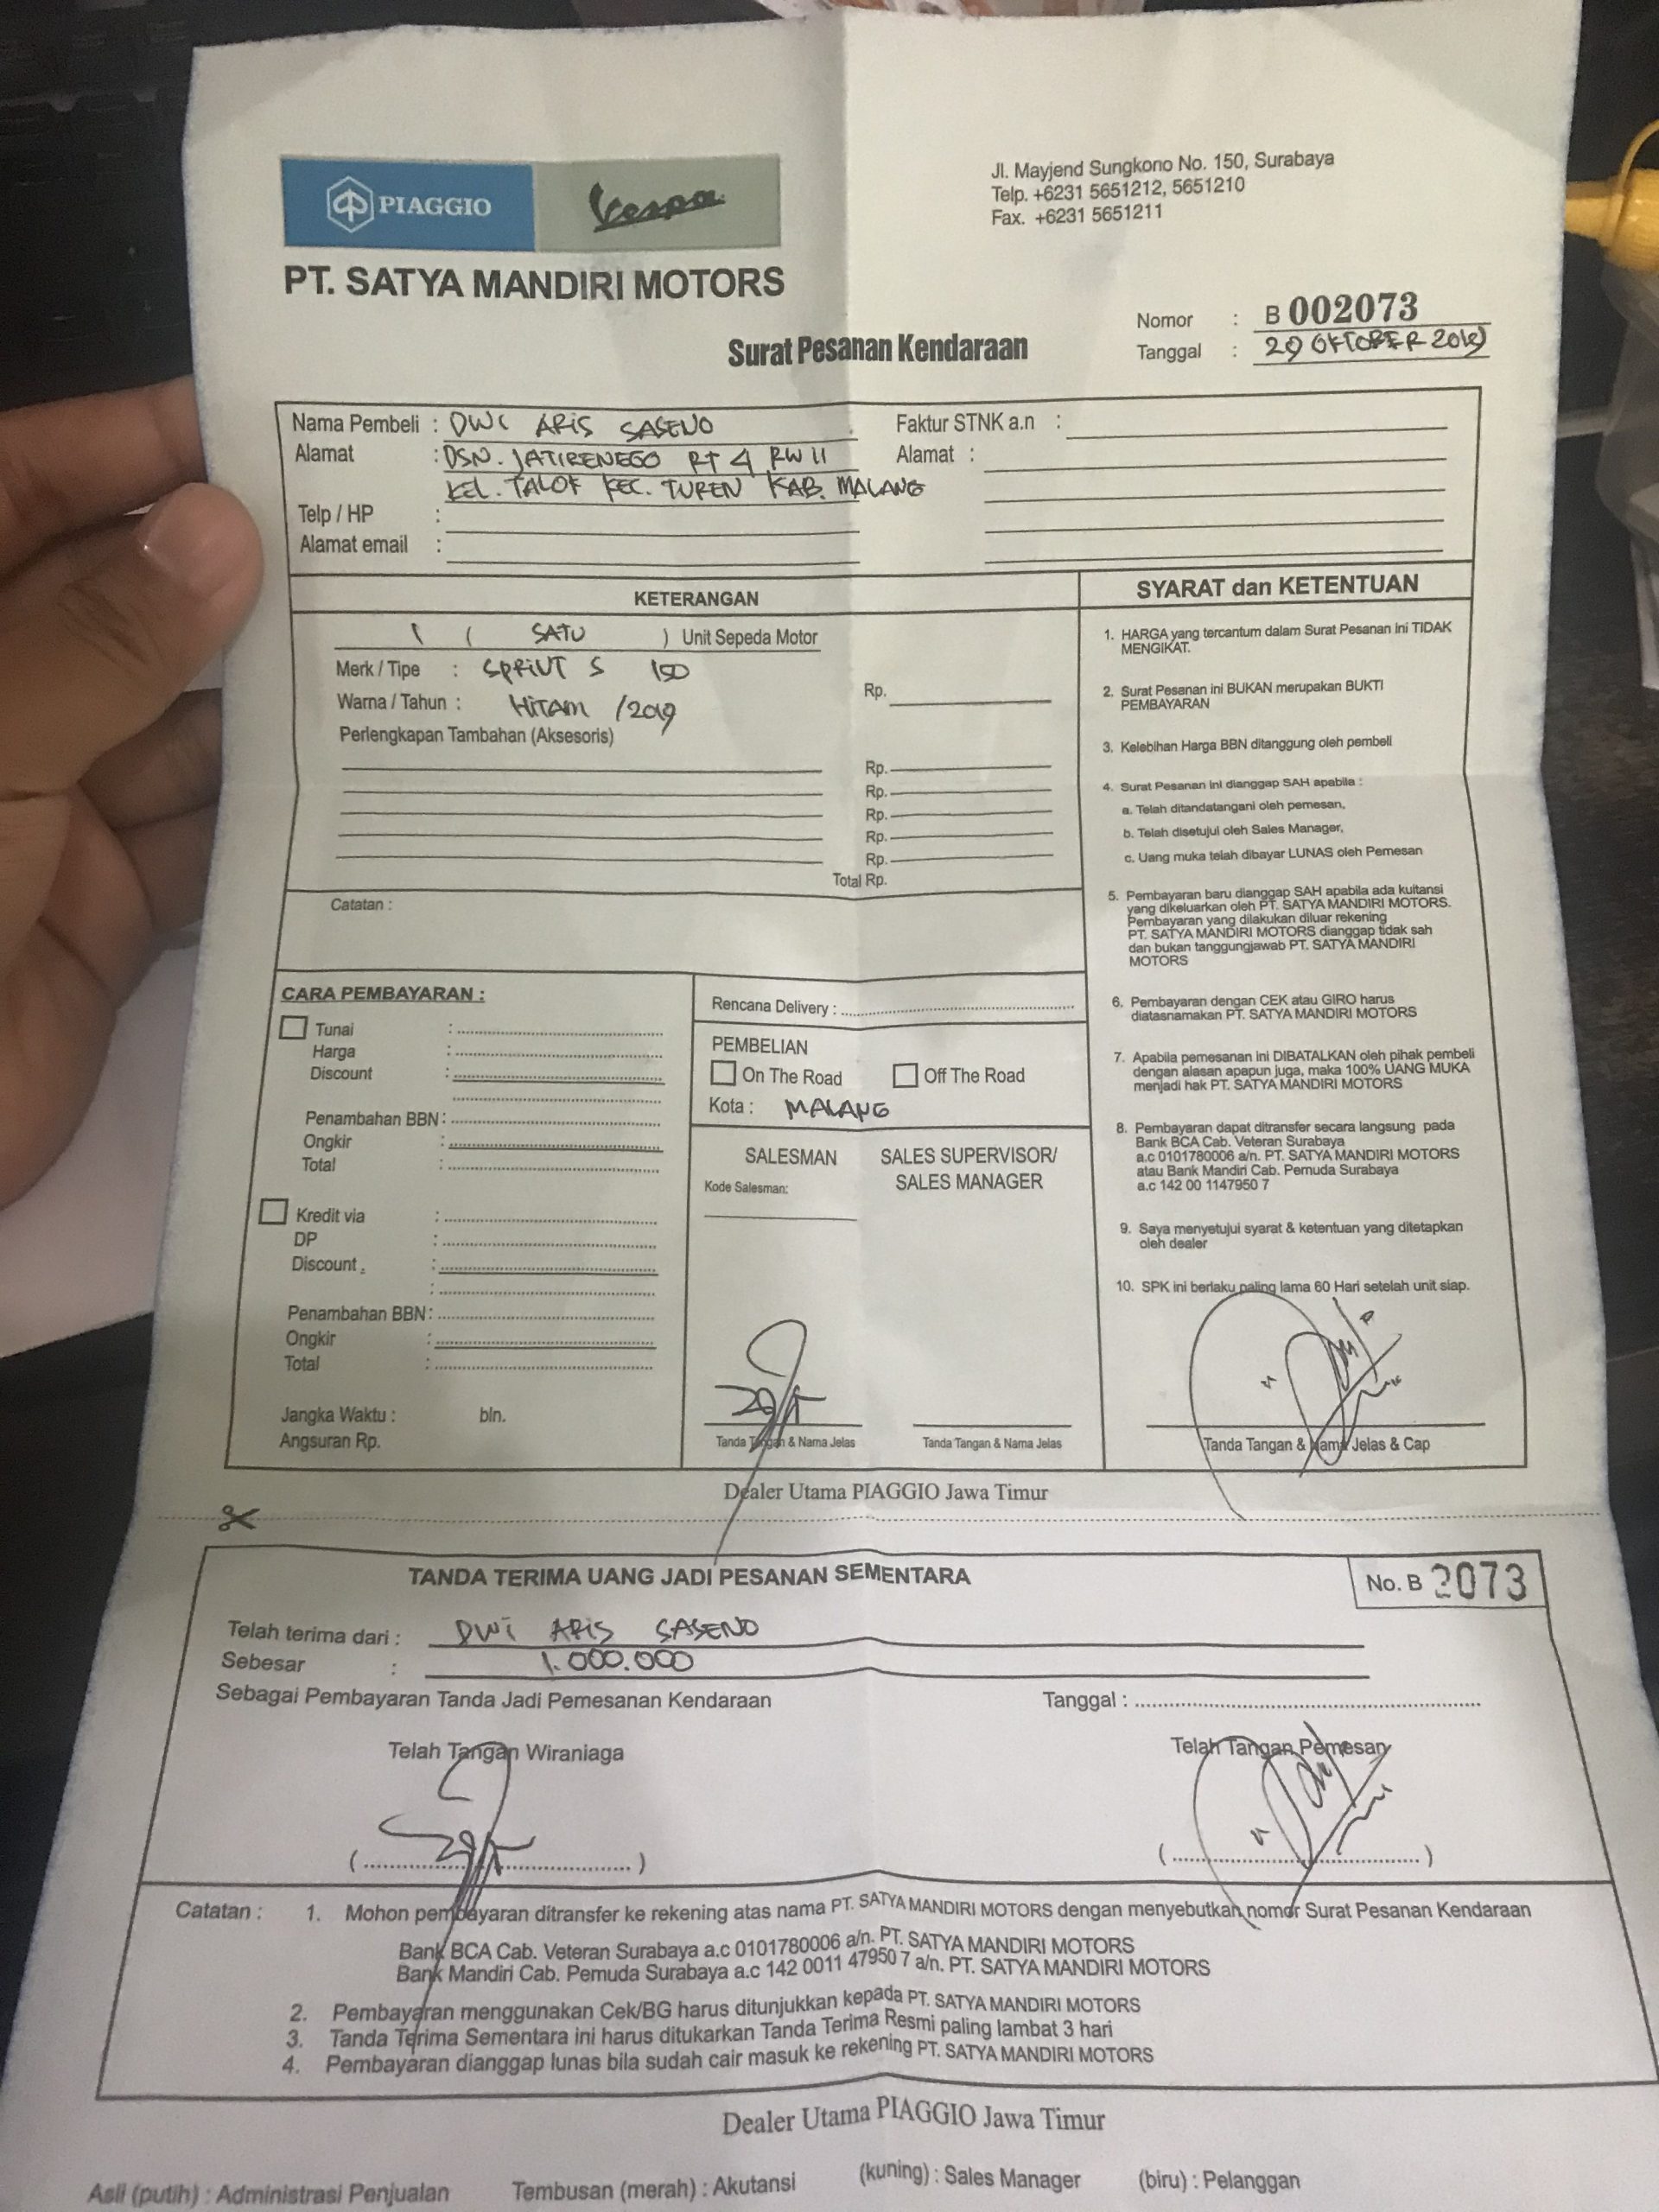 PIAGGIO Vespa
Jl. Mayjend Sungkono No. 150, Surabaya
Telp. +6231 5651212, 5651210
Fax. +6231 5651211
PT. SATYA MANDIRI MOTORS
Nomor : B 002073
Surat Pesanan Kendaraan
Tanggal : 29 OKTOBER 2019
Nama Pembeli : DWI ARIS SASENO
Alamat : DSN. JATIRENEGO RT 4 RW 11
KEL. TALOK KEC. TUREN KAB. MALANG
Telp / HP :
Alamat email :
Faktur STNK a.n :
Alamat :
KETERANGAN
1 ( SATU ) Unit Sepeda Motor
Merk / Tipe : SPRINT S 150
Warna / Tahun : HITAM / 2019
Rp.
Perlengkapan Tambahan (Aksesoris)
Rp.
Rp.
Rp.
Rp.
Rp.
Total Rp.
Catatan :
SYARAT dan KETENTUAN
1. HARGA yang tercantum dalam Surat Pesanan Ini TIDAK
MENGIKAT.
2. Surat Pesanan ini BUKAN merupakan BUKTI
PEMBAYARAN
3. Kelebihan Harga BBN ditanggung oleh pembeli
4. Surat Pesanan ini dianggap SAH apabila :
a. Telah ditandatangani oleh pemesan,
b. Telah disetujui oleh Sales Manager,
c. Uang muka telah dibayar LUNAS oleh Pemesan
5. Pembayaran baru dianggap SAH apabila ada kuitansi
yang dikeluarkan oleh PT. SATYA MANDIRI MOTORS.
Pembayaran yang dilakukan diluar rekening
PT. SATYA MANDIRI MOTORS dianggap tidak sah
dan bukan tanggungjawab PT. SATYA MANDIRI
MOTORS
6. Pembayaran dengan CEK atau GIRO harus
diatasnamakan PT. SATYA MANDIRI MOTORS
7. Apabila pemesanan ini DIBATALKAN oleh pihak pembeli
dengan alasan apapun juga, maka 100% UANG MUKA
menjadi hak PT. SATYA MANDIRI MOTORS
8. Pembayaran dapat ditransfer secara langsung pada
Bank BCA Cab. Veteran Surabaya
a.c 0101780006 a/n. PT. SATYA MANDIRI MOTORS
atau Bank Mandiri Cab. Pemuda Surabaya
a.c 142 00 1147950 7
9. Saya menyetujui syarat & ketentuan yang ditetapkan
oleh dealer
10. SPK ini berlaku paling lama 60 Hari setelah unit siap.
Tanda Tangan & Nama Jelas & Cap
CARA PEMBAYARAN :
Tunai :
Harga :
Discount :
Penambahan BBN :
Ongkir :
Total :
Kredit via :
DP :
Discount :
:
Penambahan BBN :
Ongkir :
Total :
Jangka Waktu : bln.
Angsuran Rp.
Rencana Delivery :
PEMBELIAN
On The Road Off The Road
Kota : MALANG
SALESMAN
Kode Salesman:
Tanda Tangan & Nama Jelas
SALES SUPERVISOR/
SALES MANAGER
Tanda Tangan & Nama Jelas
Dealer Utama PIAGGIO Jawa Timur
TANDA TERIMA UANG JADI PESANAN SEMENTARA
No. B 2073
Telah terima dari : DWI ARIS SASENO
Sebesar : 1.000.000
Sebagai Pembayaran Tanda Jadi Pemesanan Kendaraan
Tanggal :
Telah Tangan Wiraniaga
Telah Tangan Pemesan
Catatan : 1. Mohon pembayaran ditransfer ke rekening atas nama PT. SATYA MANDIRI MOTORS dengan menyebutkan nomor Surat Pesanan Kendaraan
Bank BCA Cab. Veteran Surabaya a.c 0101780006 a/n. PT. SATYA MANDIRI MOTORS
Bank Mandiri Cab. Pemuda Surabaya a.c 142 0011 47950 7 a/n. PT. SATYA MANDIRI MOTORS
2. Pembayaran menggunakan Cek/BG harus ditunjukkan kepada PT. SATYA MANDIRI MOTORS
3. Tanda Terima Sementara ini harus ditukarkan Tanda Terima Resmi paling lambat 3 hari
4. Pembayaran dianggap lunas bila sudah cair masuk ke rekening PT. SATYA MANDIRI MOTORS
Dealer Utama PIAGGIO Jawa Timur
Asli (putih) : Administrasi Penjualan Tembusan (merah) : Akutansi (kuning) : Sales Manager (biru) : Pelanggan